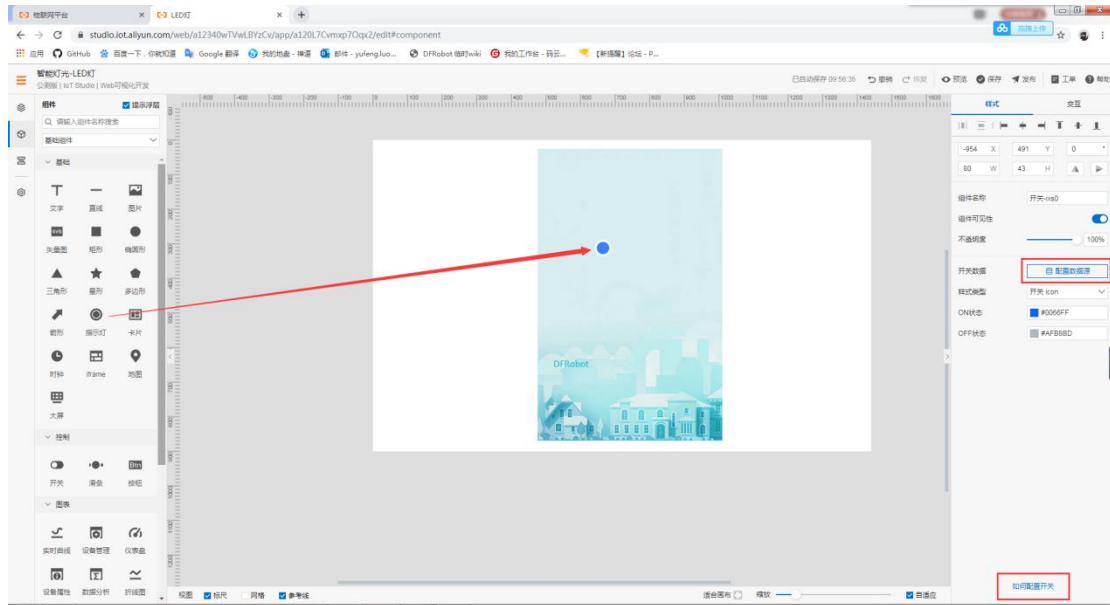 物联网平台
LED灯
拖拽上传
studio.iot.aliyun.com/web/a12340wTVwLBYzCv/app/a120L7Cvmxp7Oqx2/edit#component
应用
GitHub
百度一下，你就知道
Google 翻译
我的地盘 - 禅道
邮件 - yufeng.luo...
DFRobot 临时wiki
我的工作台 - 码云...
【新提醒】论坛 - P...
智能灯光-LED灯
公测版 | IoT Studio | Web可视化开发
已自动保存 09:56:35
撤销
恢复
预览
保存
发布
工单
帮助
组件
提示浮层
请输入组件名称搜索
基础组件
基础
文字
直线
图片
SVG
矢量图
矩形
椭圆形
三角形
星形
多边形
箭形
指示灯
卡片
时钟
iframe
地图
大屏
控制
Btn
开关
滑条
按钮
图表
实时曲线
设备管理
仪表盘
设备属性
数据分析
折线图
DFRobot
样式
交互
-954 X
491 Y
0 °
80 W
43 H
组件名称
开关-ixs0
组件可见性
不透明度
100%
开关数据
配置数据源
样式类型
开关 icon
ON状态
#0066FF
OFF状态
#AFB8BD
如何配置开关
视图
标尺
网格
参考线
适合画布
缩放
自适应